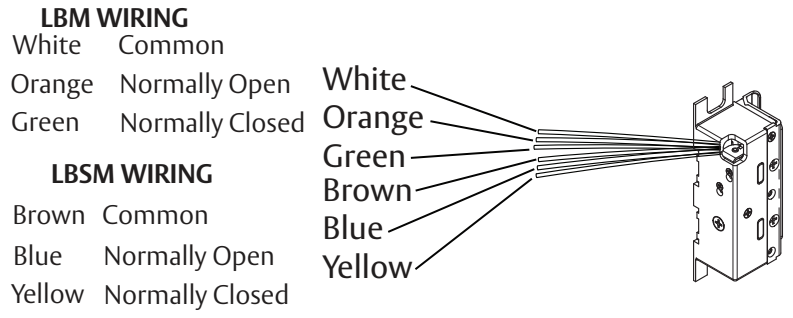 LBM WIRING
White Common
Orange Normally Open
Green Normally Closed
LBSM WIRING
Brown Common
Blue Normally Open
Yellow Normally Closed
White
Orange
Green
Brown
Blue
Yellow